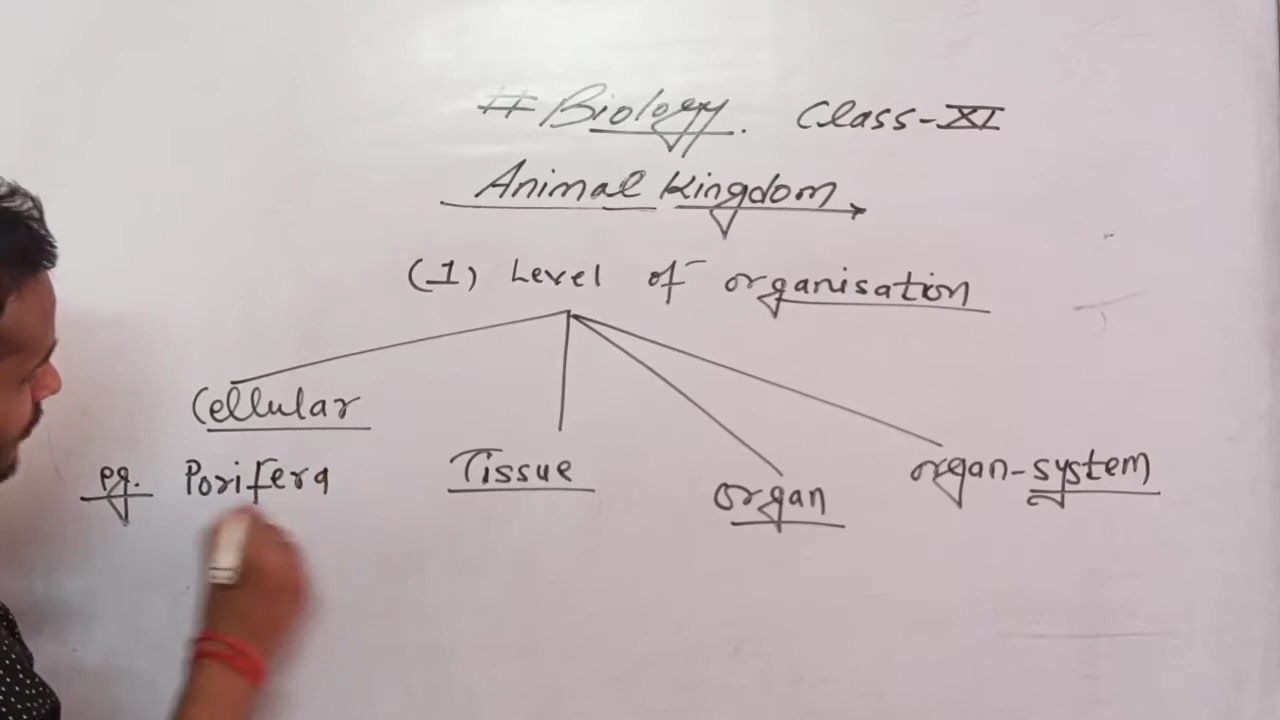 # Biology. Class-XI
Animal Kingdom
(1) Level of organisation
Cellular
Tissue
organ
organ-system
eg. Porifera